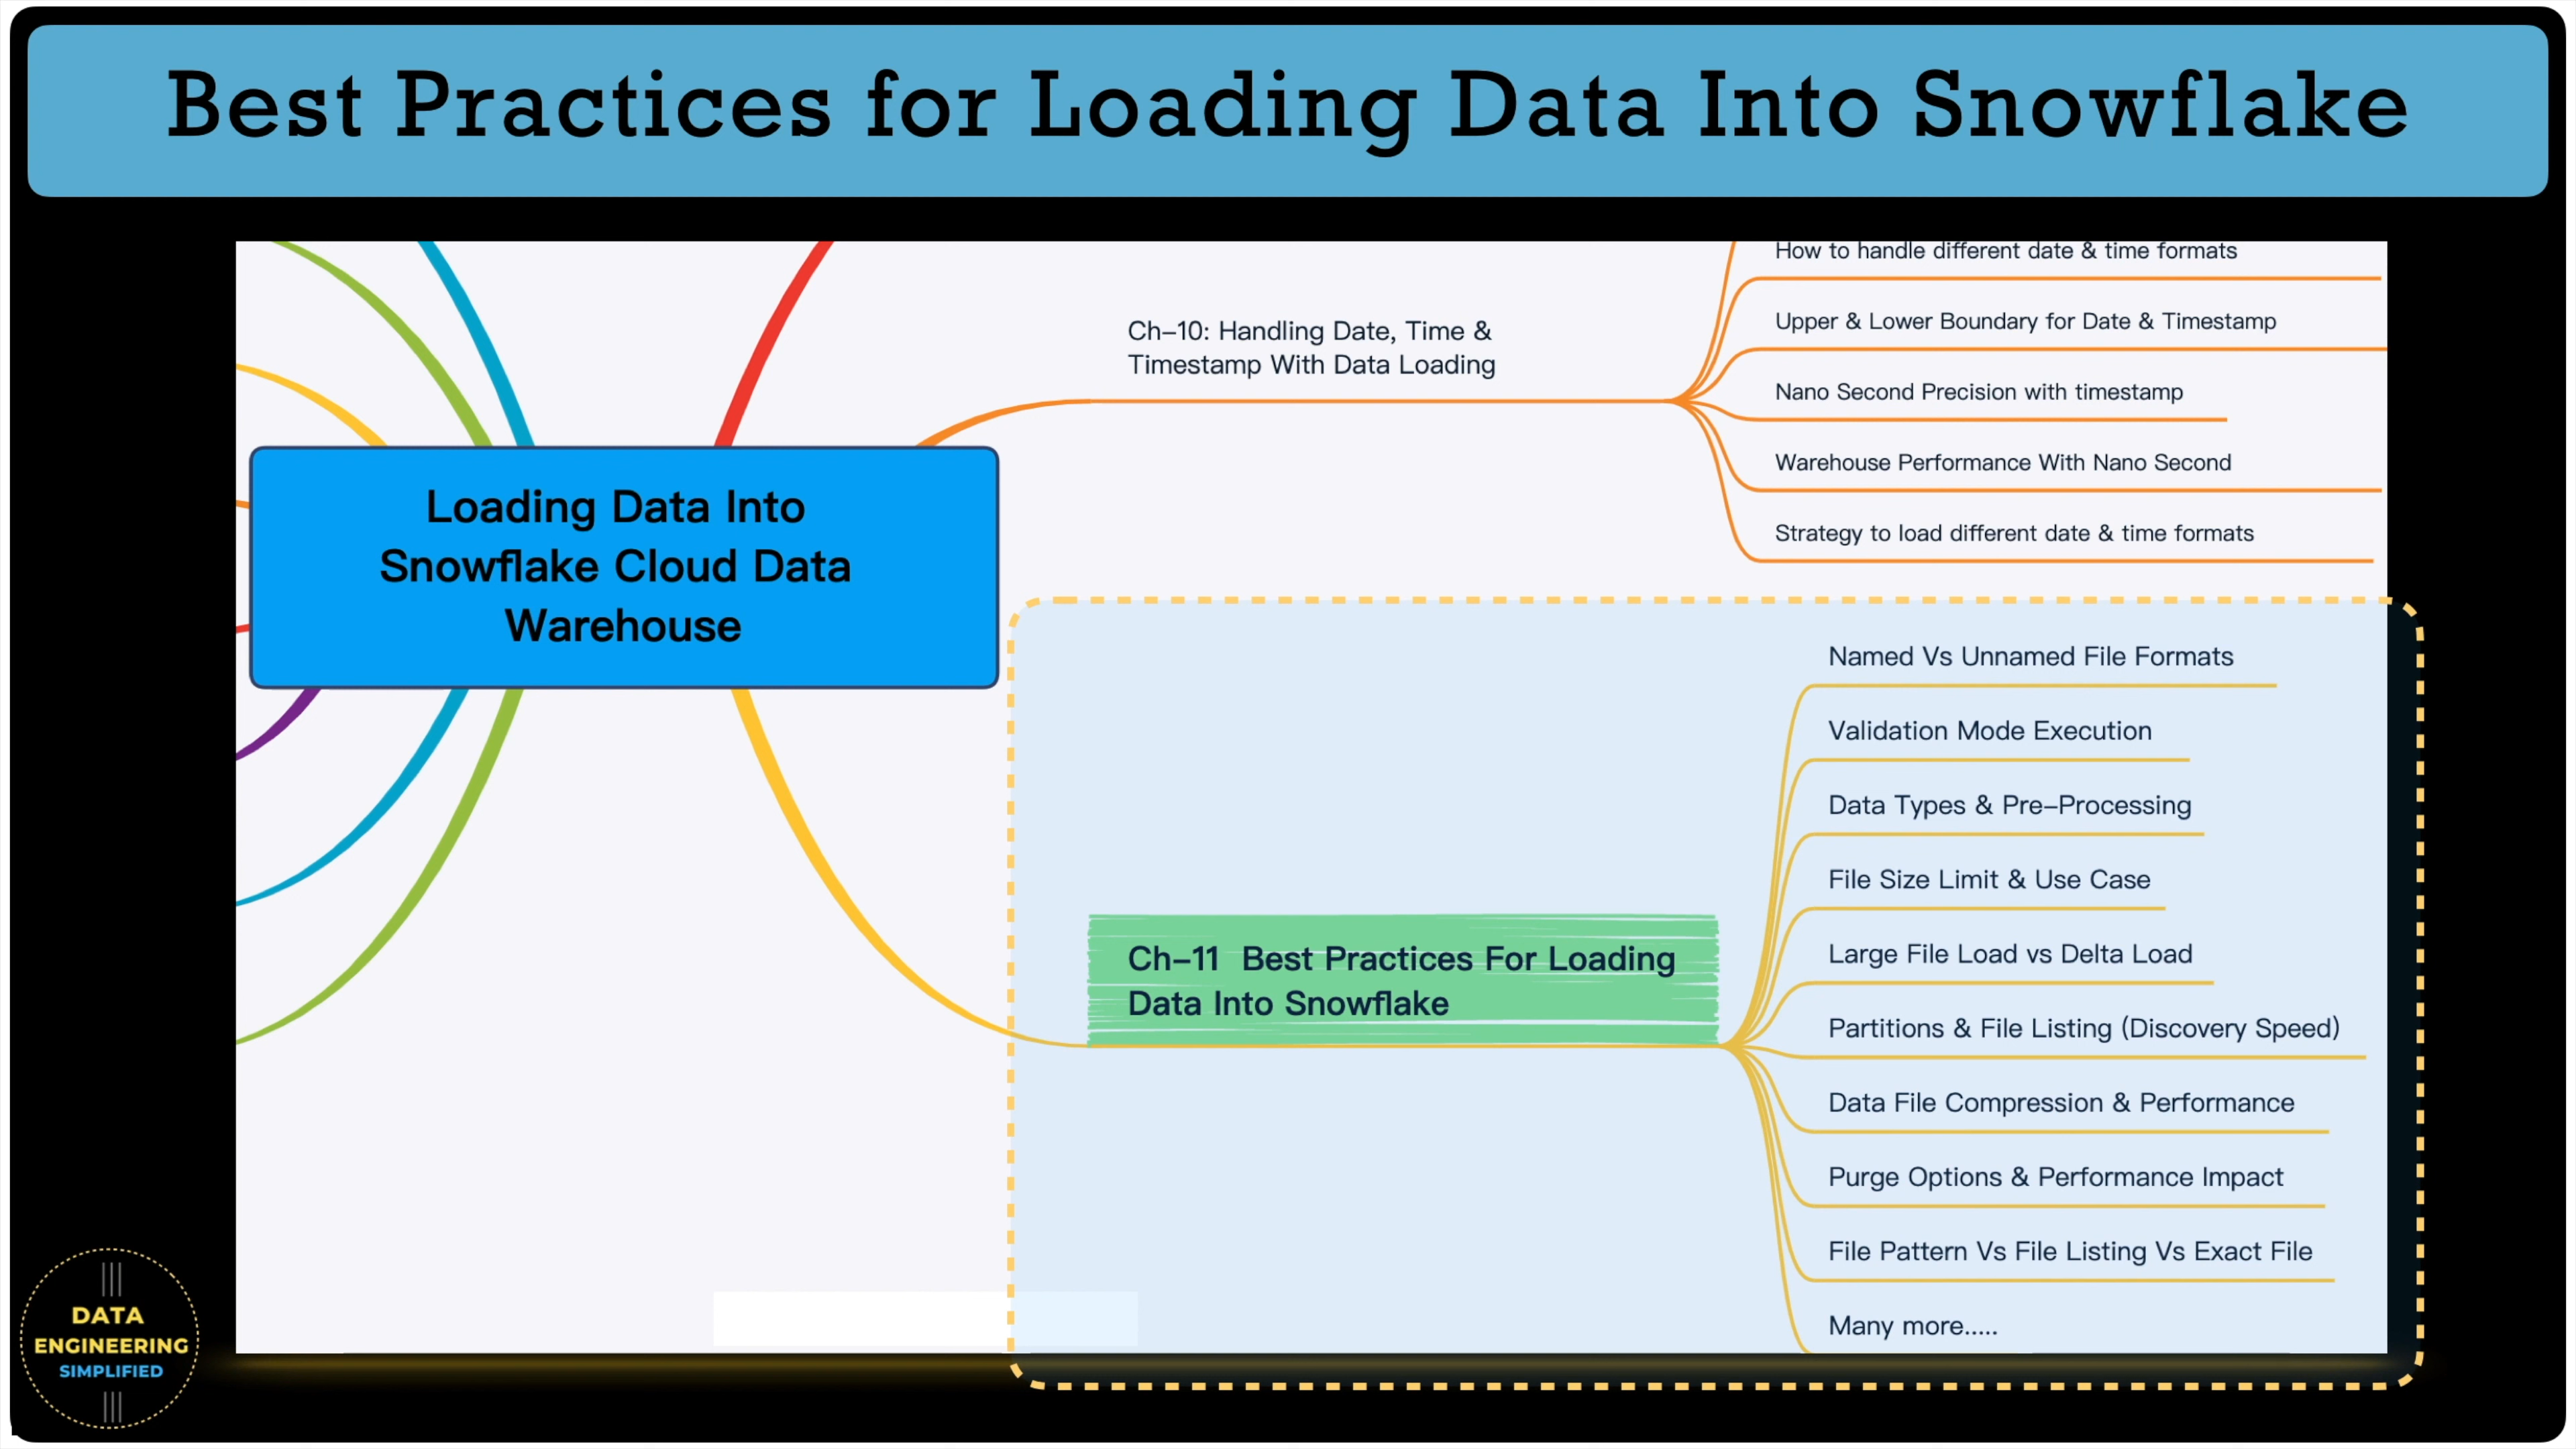 Best Practices for Loading Data Into Snowflake
How to handle different date & time formats
Upper & Lower Boundary for Date & Timestamp
Ch-10: Handling Date, Time &
Timestamp With Data Loading
Nano Second Precision with timestamp
Warehouse Performance With Nano Second
Strategy to load different date & time formats
Loading Data Into
Snowflake Cloud Data
Warehouse
Named Vs Unnamed File Formats
Validation Mode Execution
Data Types & Pre-Processing
File Size Limit & Use Case
Large File Load vs Delta Load
Ch-11 Best Practices For Loading
Data Into Snowflake
Partitions & File Listing (Discovery Speed)
Data File Compression & Performance
Purge Options & Performance Impact
File Pattern Vs File Listing Vs Exact File
Many more.....
DATA
ENGINEERING
SIMPLIFIED